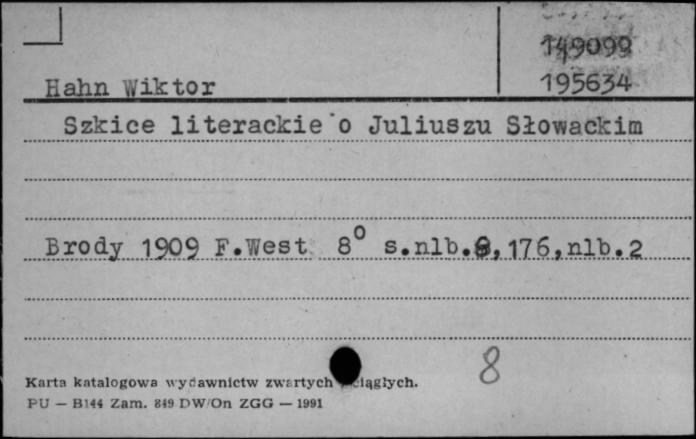 149099
Hahn Wiktor 195634
Szkice literackie o Juliuszu Słowackim
Brody 1909 F.West 8° s.nlb.8,176,nlb.2
8
Karta katalogowa wydawnictw zwartych ciągłych.
PU — B144 Zam. 849 DW/On ZGG — 1991